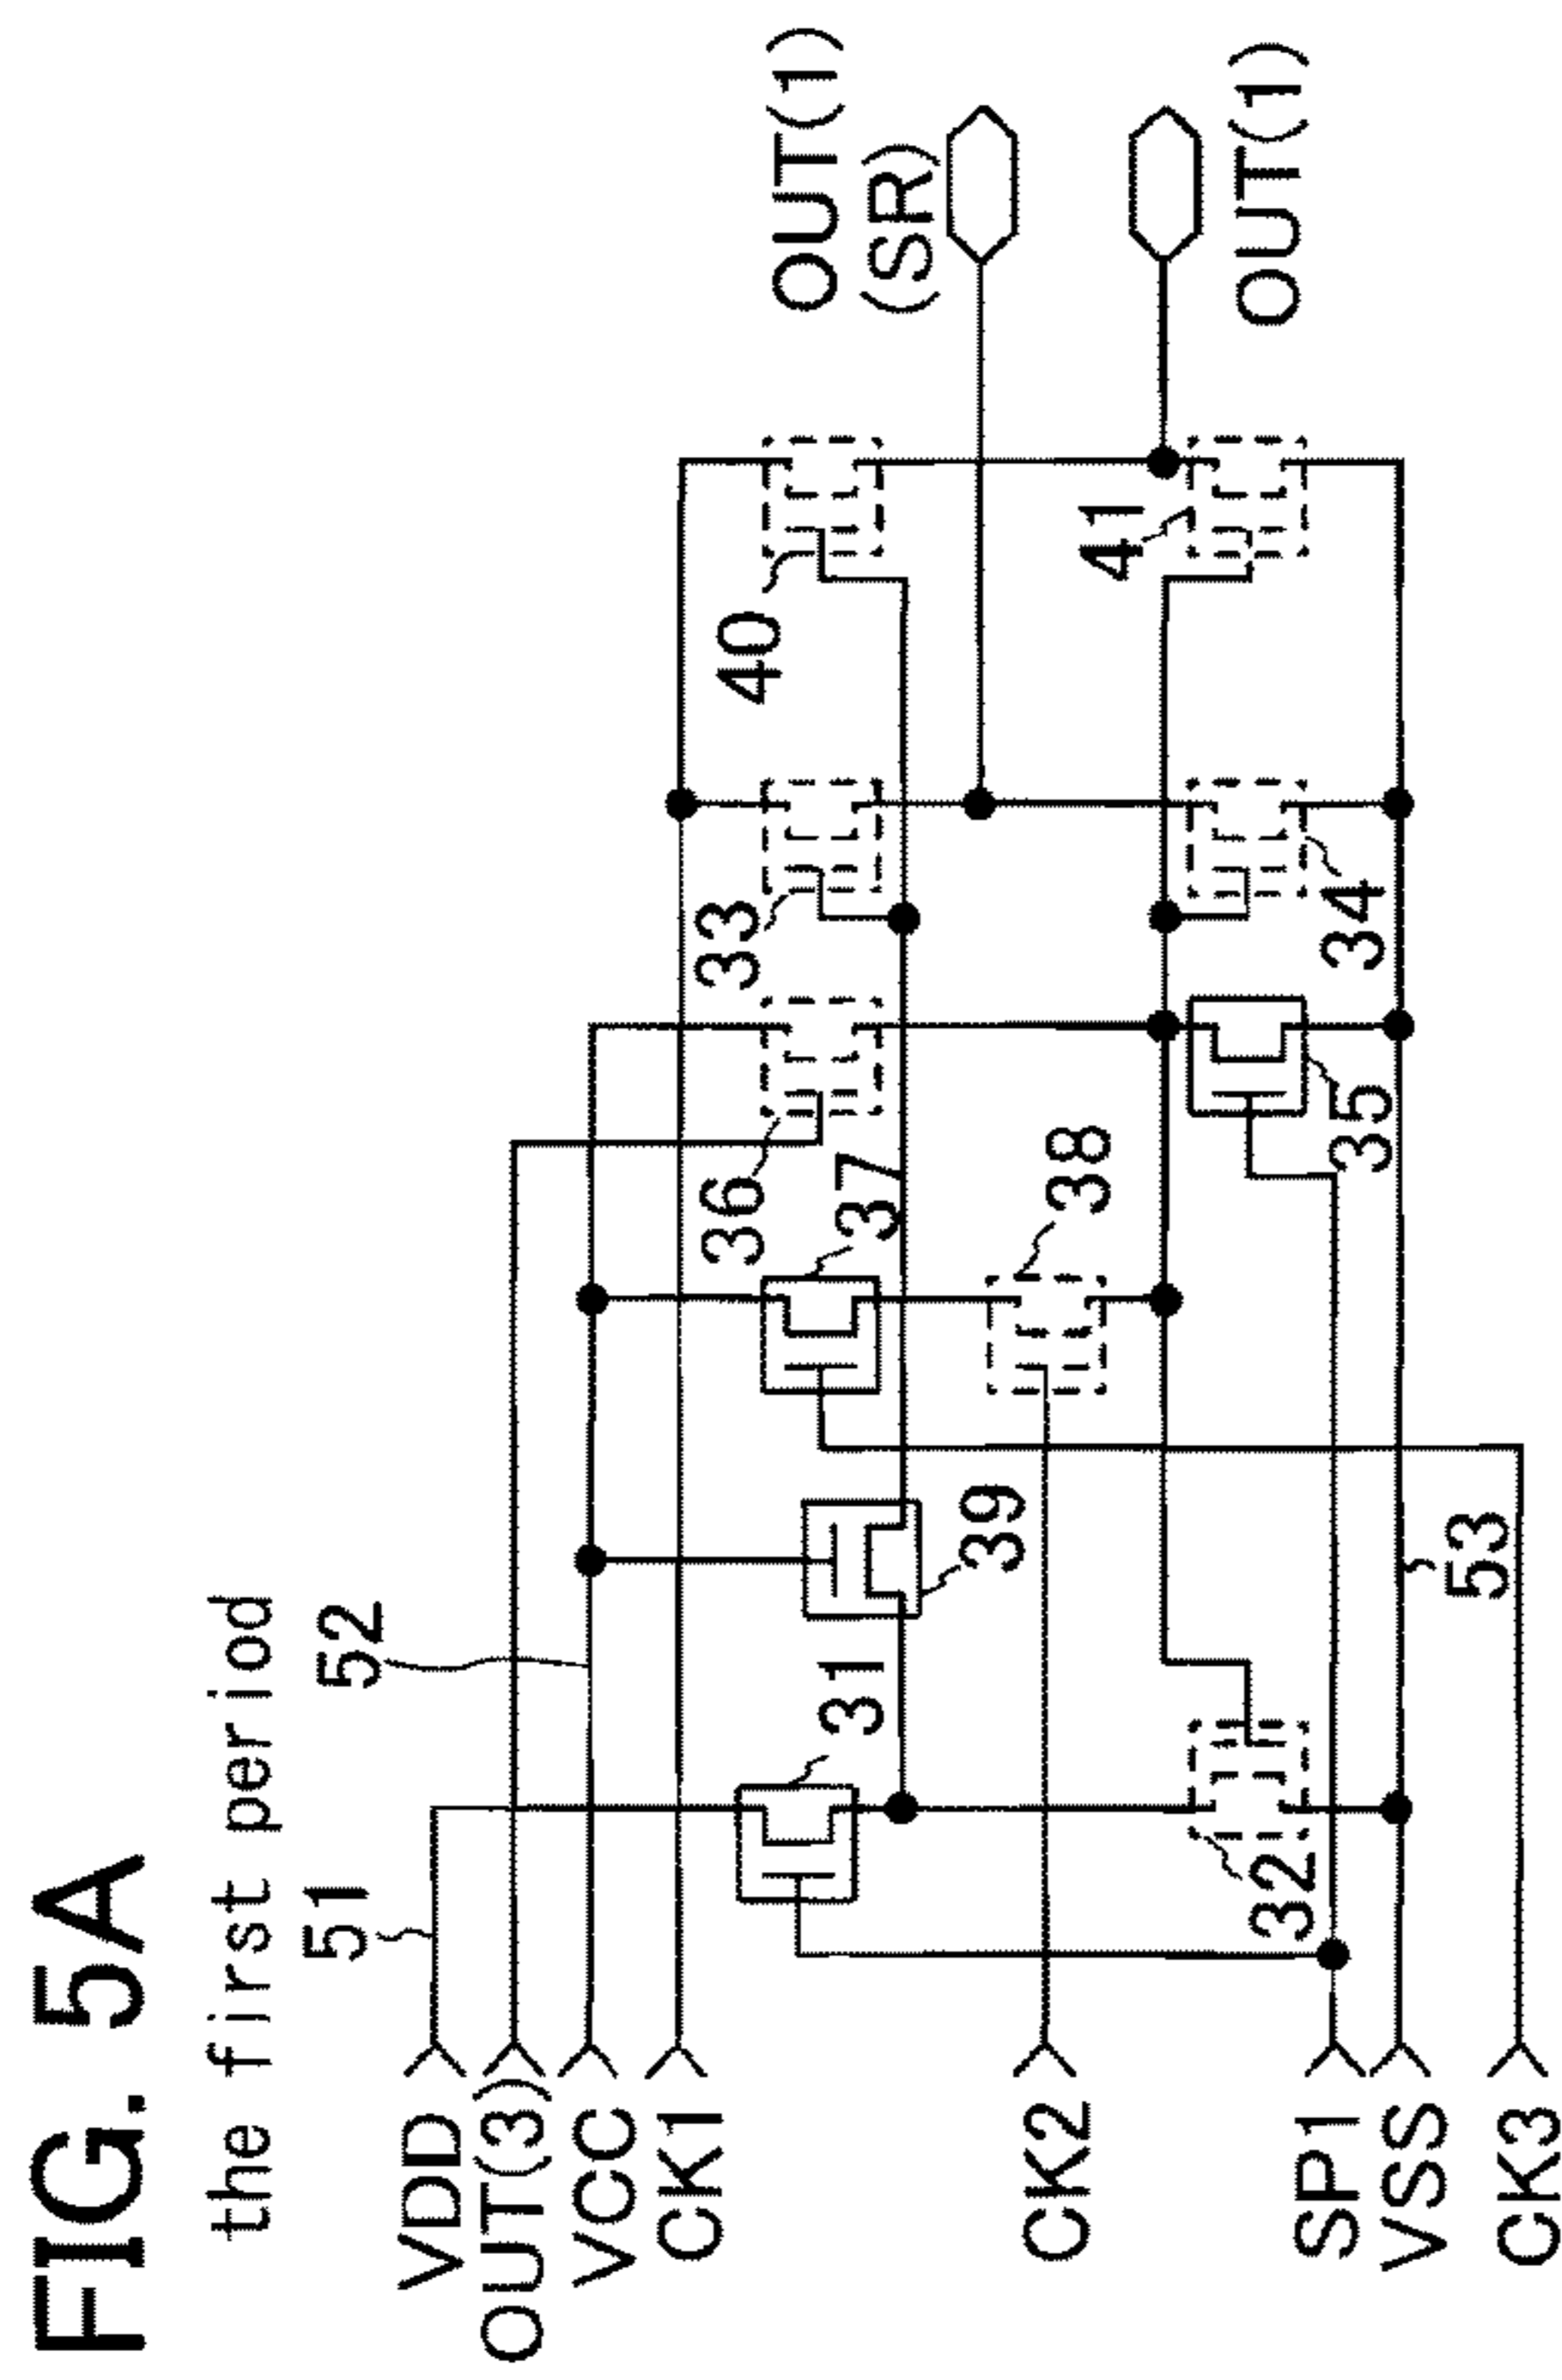 FIG. 5A
the first period
51
52
VDD
OUT(3)
VCC
CK1
CK2
SP1
VSS
CK3
31
32
39
37
38
36
35
33
34
40
41
53
OUT(1)
(SR)
OUT(1)